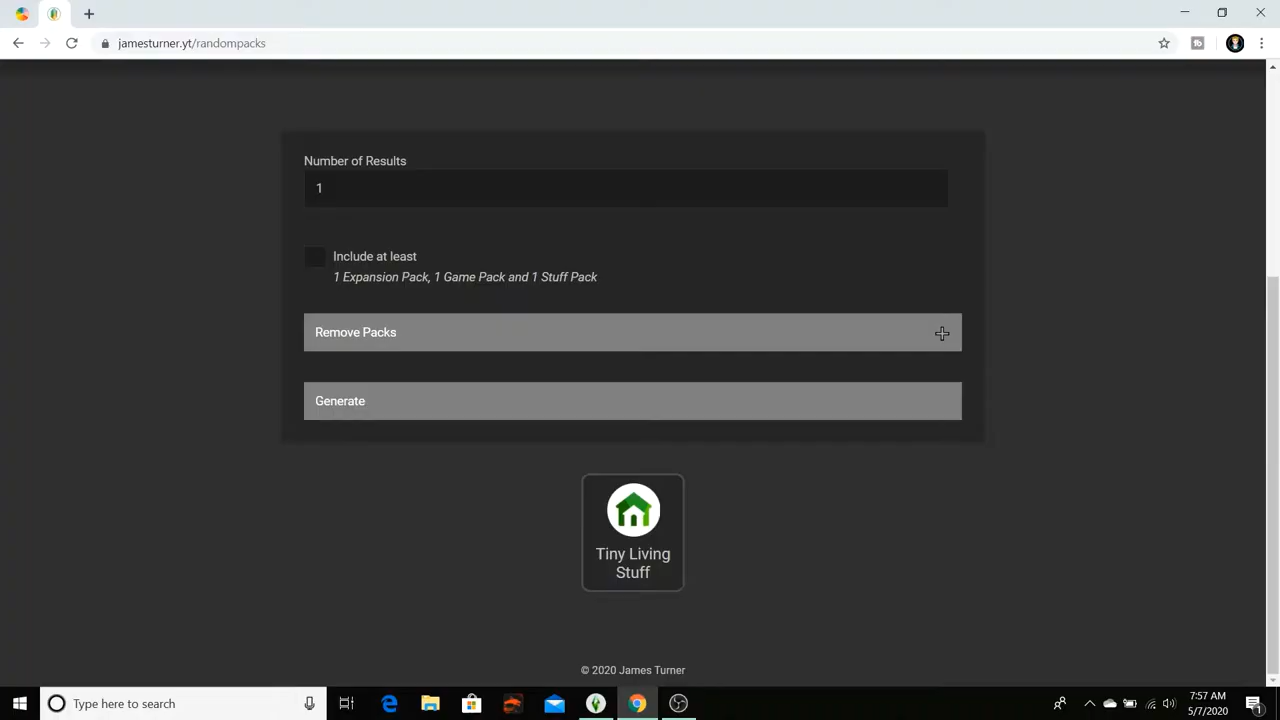 jamesturner.yt/randompacks
Number of Results
1
Include at least
1 Expansion Pack, 1 Game Pack and 1 Stuff Pack
Remove Packs
Generate
Tiny Living
Stuff
© 2020 James Turner
Type here to search
7:57 AM
5/7/2020
1